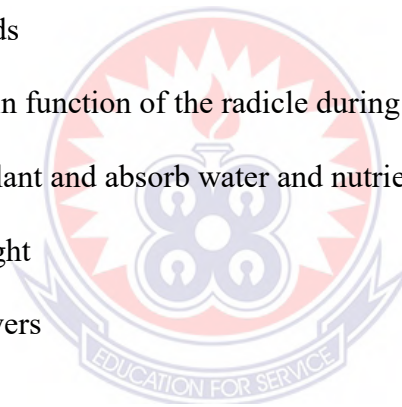 ds
n function of the radicle during
lant and absorb water and nutrie
ght
vers
EDUCATION FOR SERVICE